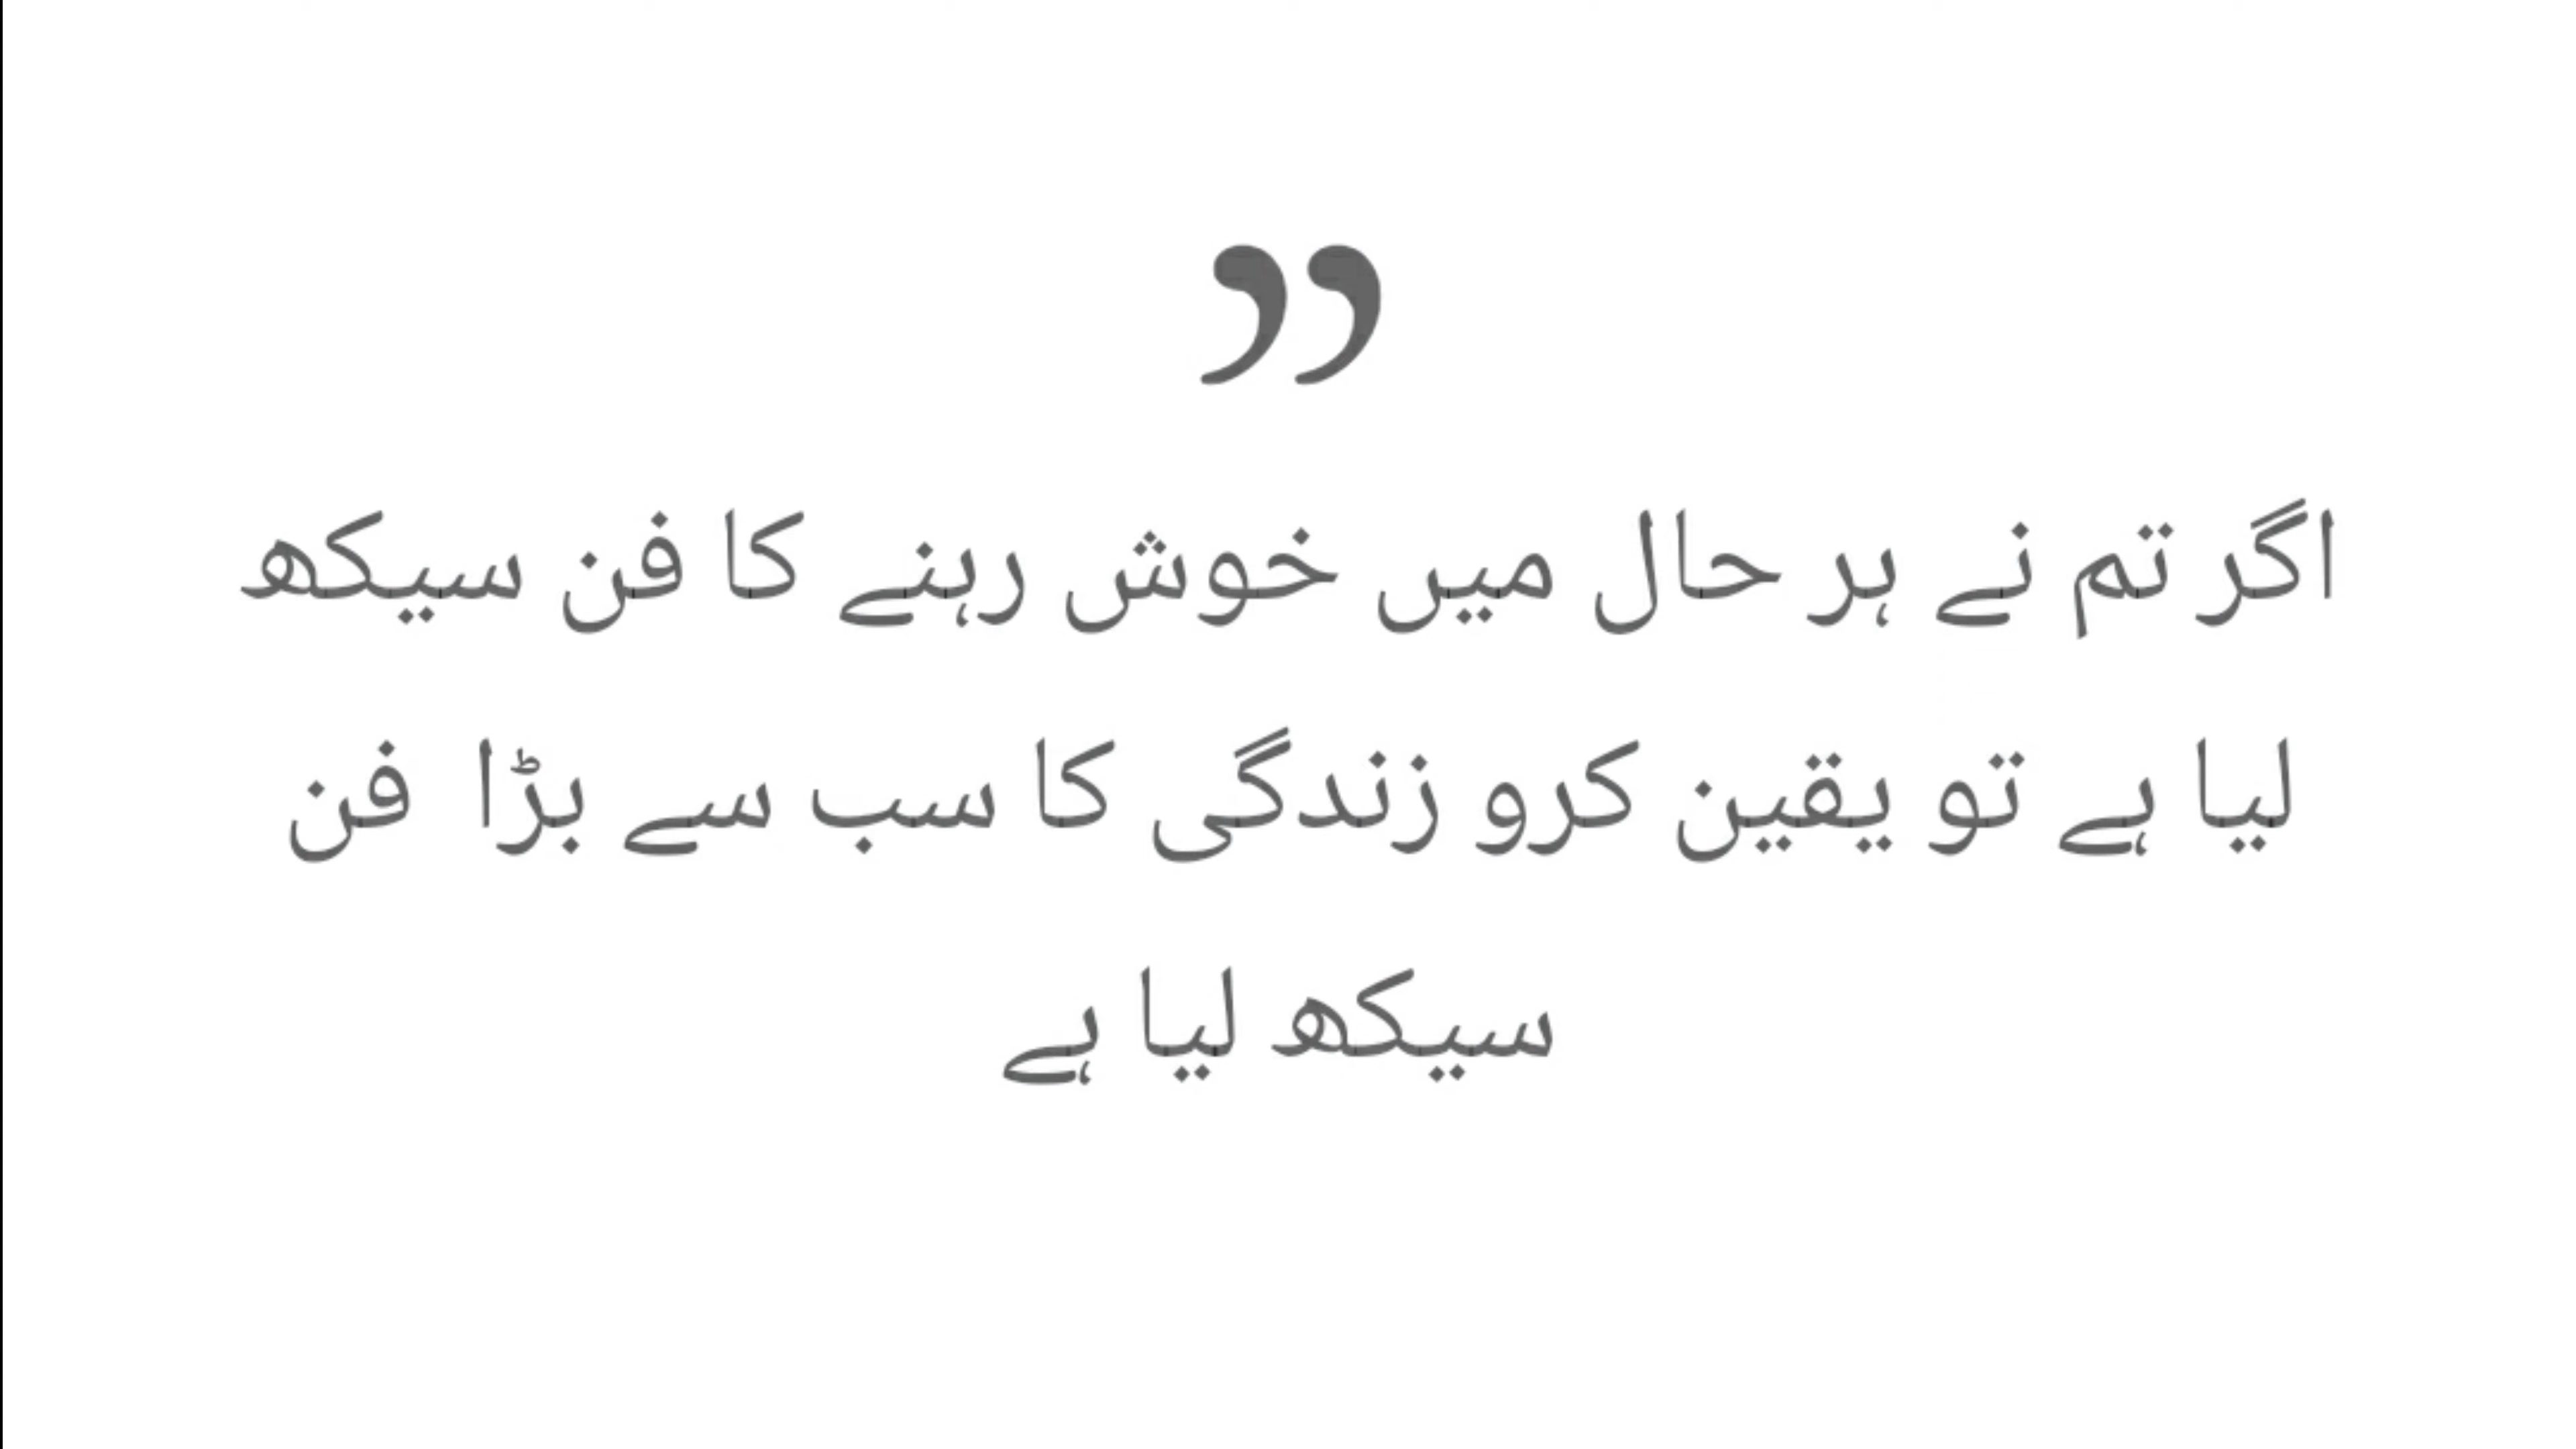 ”
اگر تم نے ہر حال میں خوش رہنے کا فن سیکھ
لیا ہے تو یقین کرو زندگی کا سب سے بڑا فن
سیکھ لیا ہے